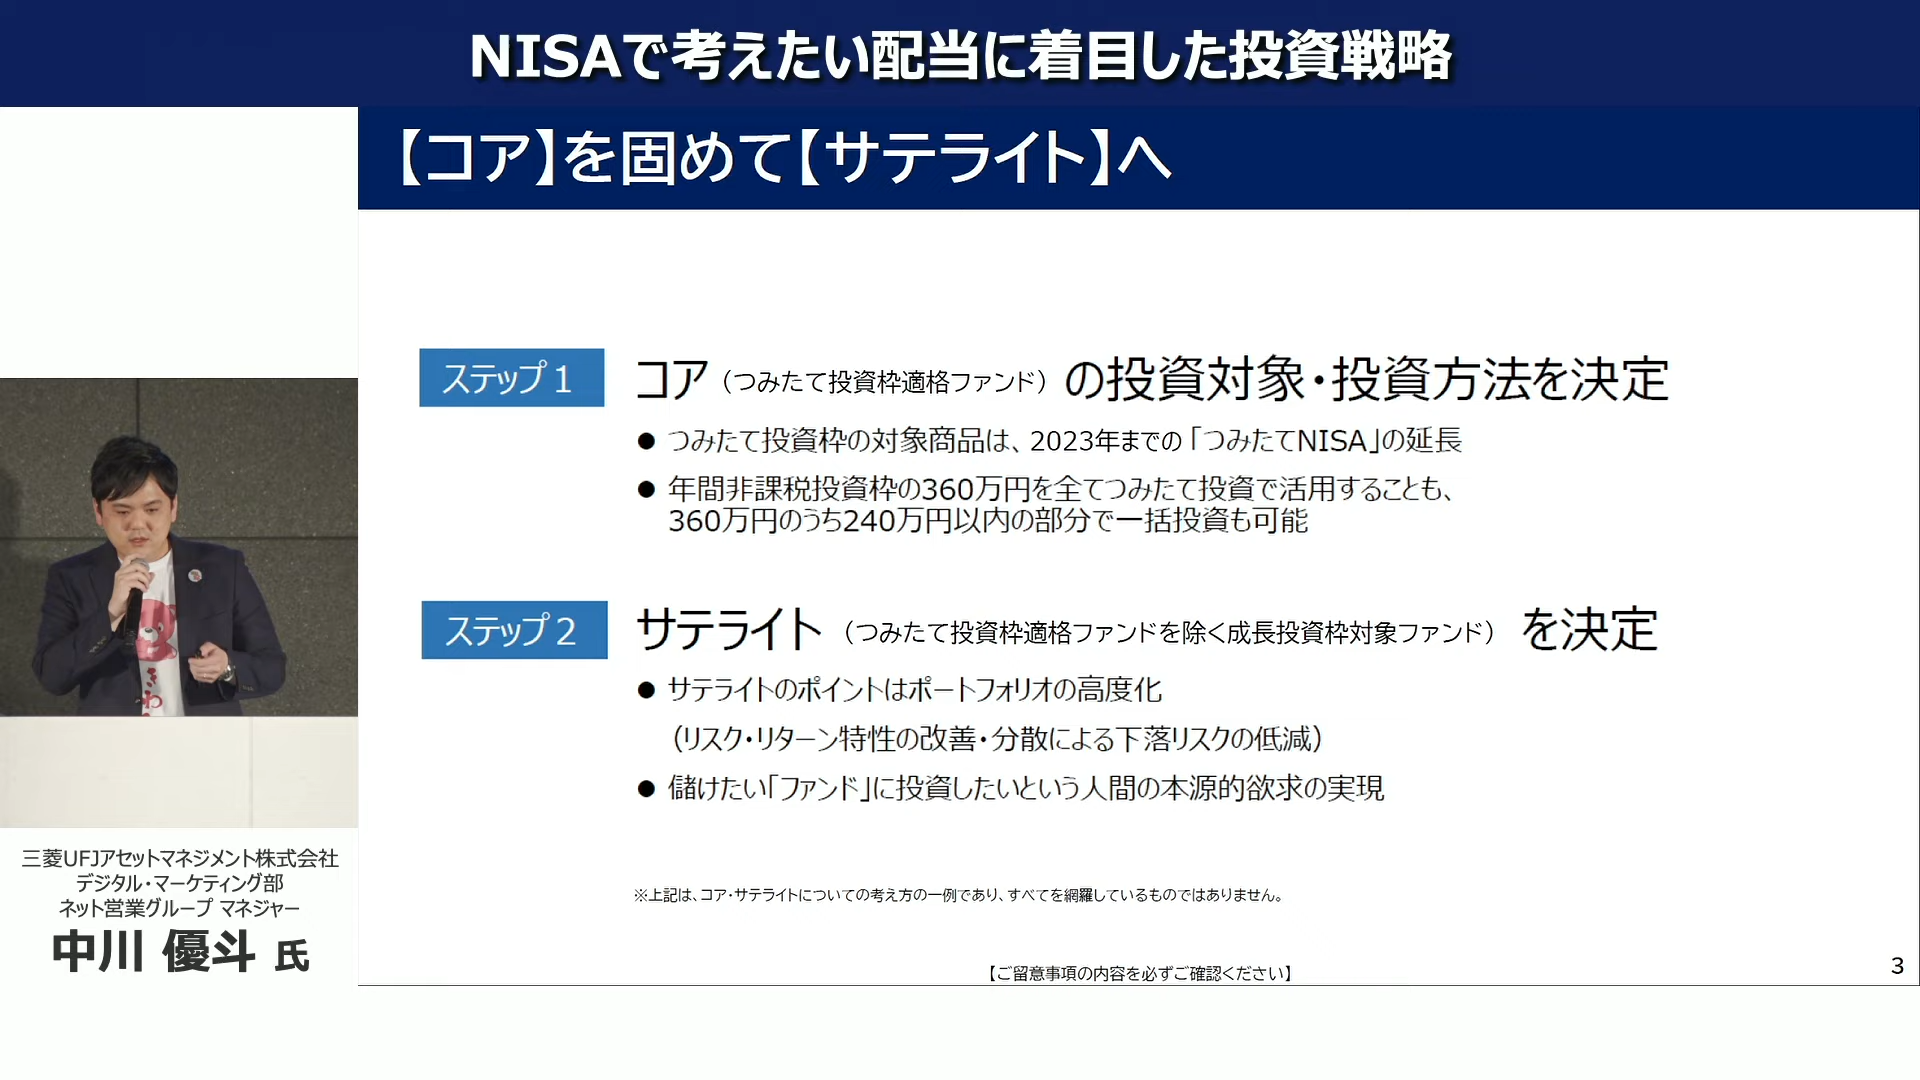 NISAで考えたい配当に着目した投資戦略
【コア】を固めて【サテライト】へ
ステップ1
コア（つみたて投資枠適格ファンド）の投資対象・投資方法を決定
● つみたて投資枠の対象商品は、2023年までの「つみたてNISA」の延長
● 年間非課税投資枠の360万円を全てつみたて投資で活用することも、
360万円のうち240万円以内の部分で一括投資も可能
ステップ2
サテライト（つみたて投資枠適格ファンドを除く成長投資枠対象ファンド）を決定
● サテライトのポイントはポートフォリオの高度化
（リスク・リターン特性の改善・分散による下落リスクの低減）
● 儲けたい「ファンド」に投資したいという人間の本源的欲求の実現
※上記は、コア・サテライトについての考え方の一例であり、すべてを網羅しているものではありません。
【ご留意事項の内容を必ずご確認ください】
3
きわ
三菱UFJアセットマネジメント株式会社
デジタル・マーケティング部
ネット営業グループ マネジャー
中川 優斗 氏